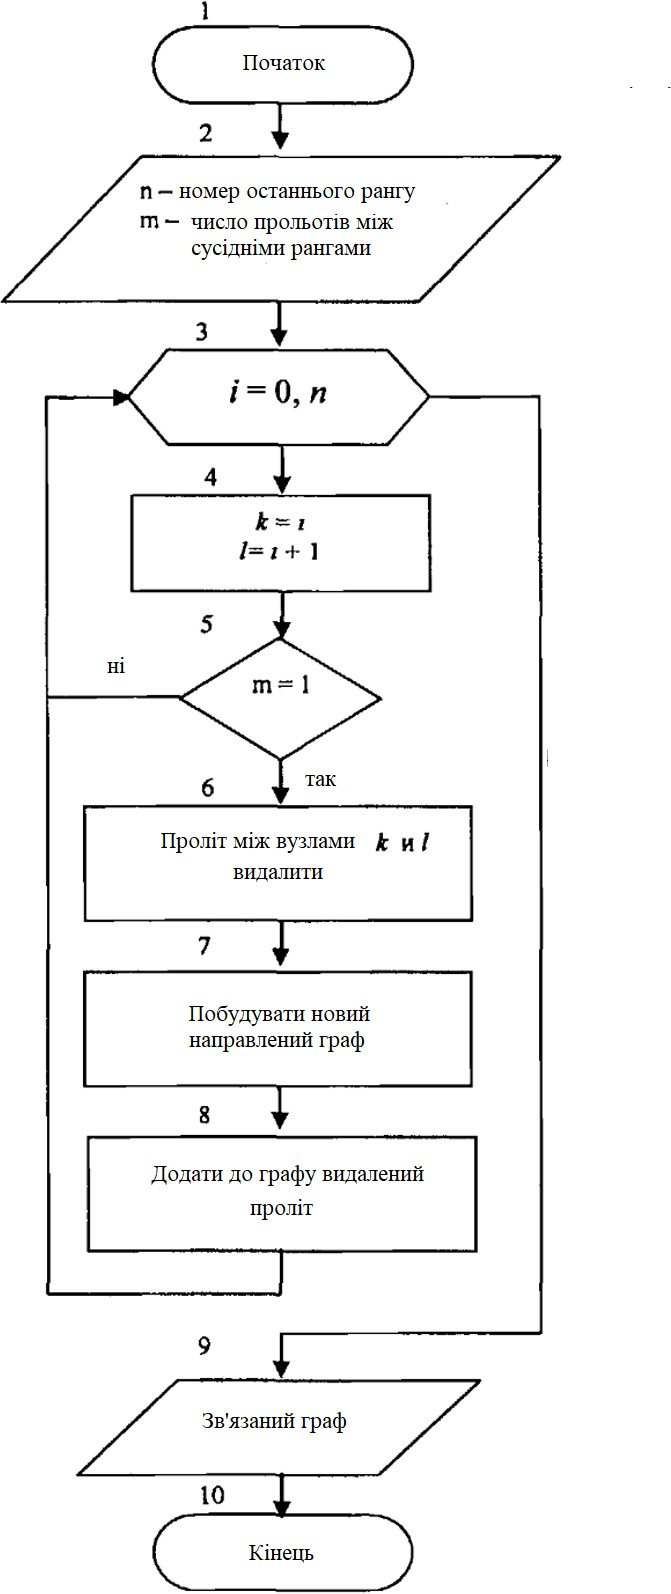 1
Початок
2
n – номер останнього рангу
m – число прольотів між
сусідніми рангами
3
i = 0, n
4
k = ı
l= ı + 1
5
ні
m = 1
так
6
Проліт між вузлами k и l
видалити
7
Побудувати новий
направлений граф
8
Додати до графу видалений
проліт
9
Зв'язаний граф
10
Кінець